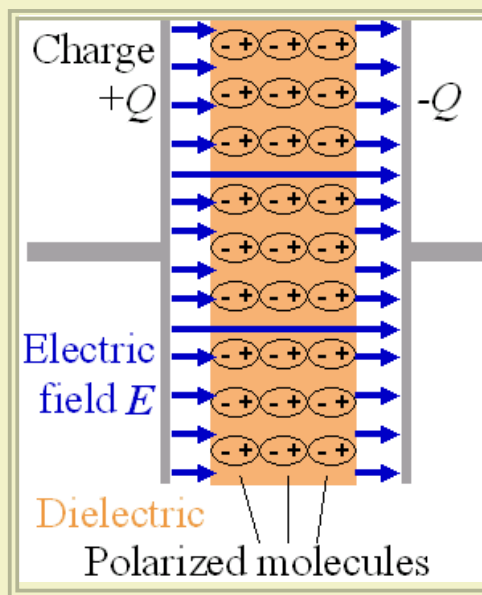 Charge
+Q
-Q
- + - + - +
- + - + - +
- + - + - +
- + - + - +
- + - + - +
- + - + - +
- + - + - +
- + - + - +
- + - + - +
Electric
field E
Dielectric
Polarized molecules